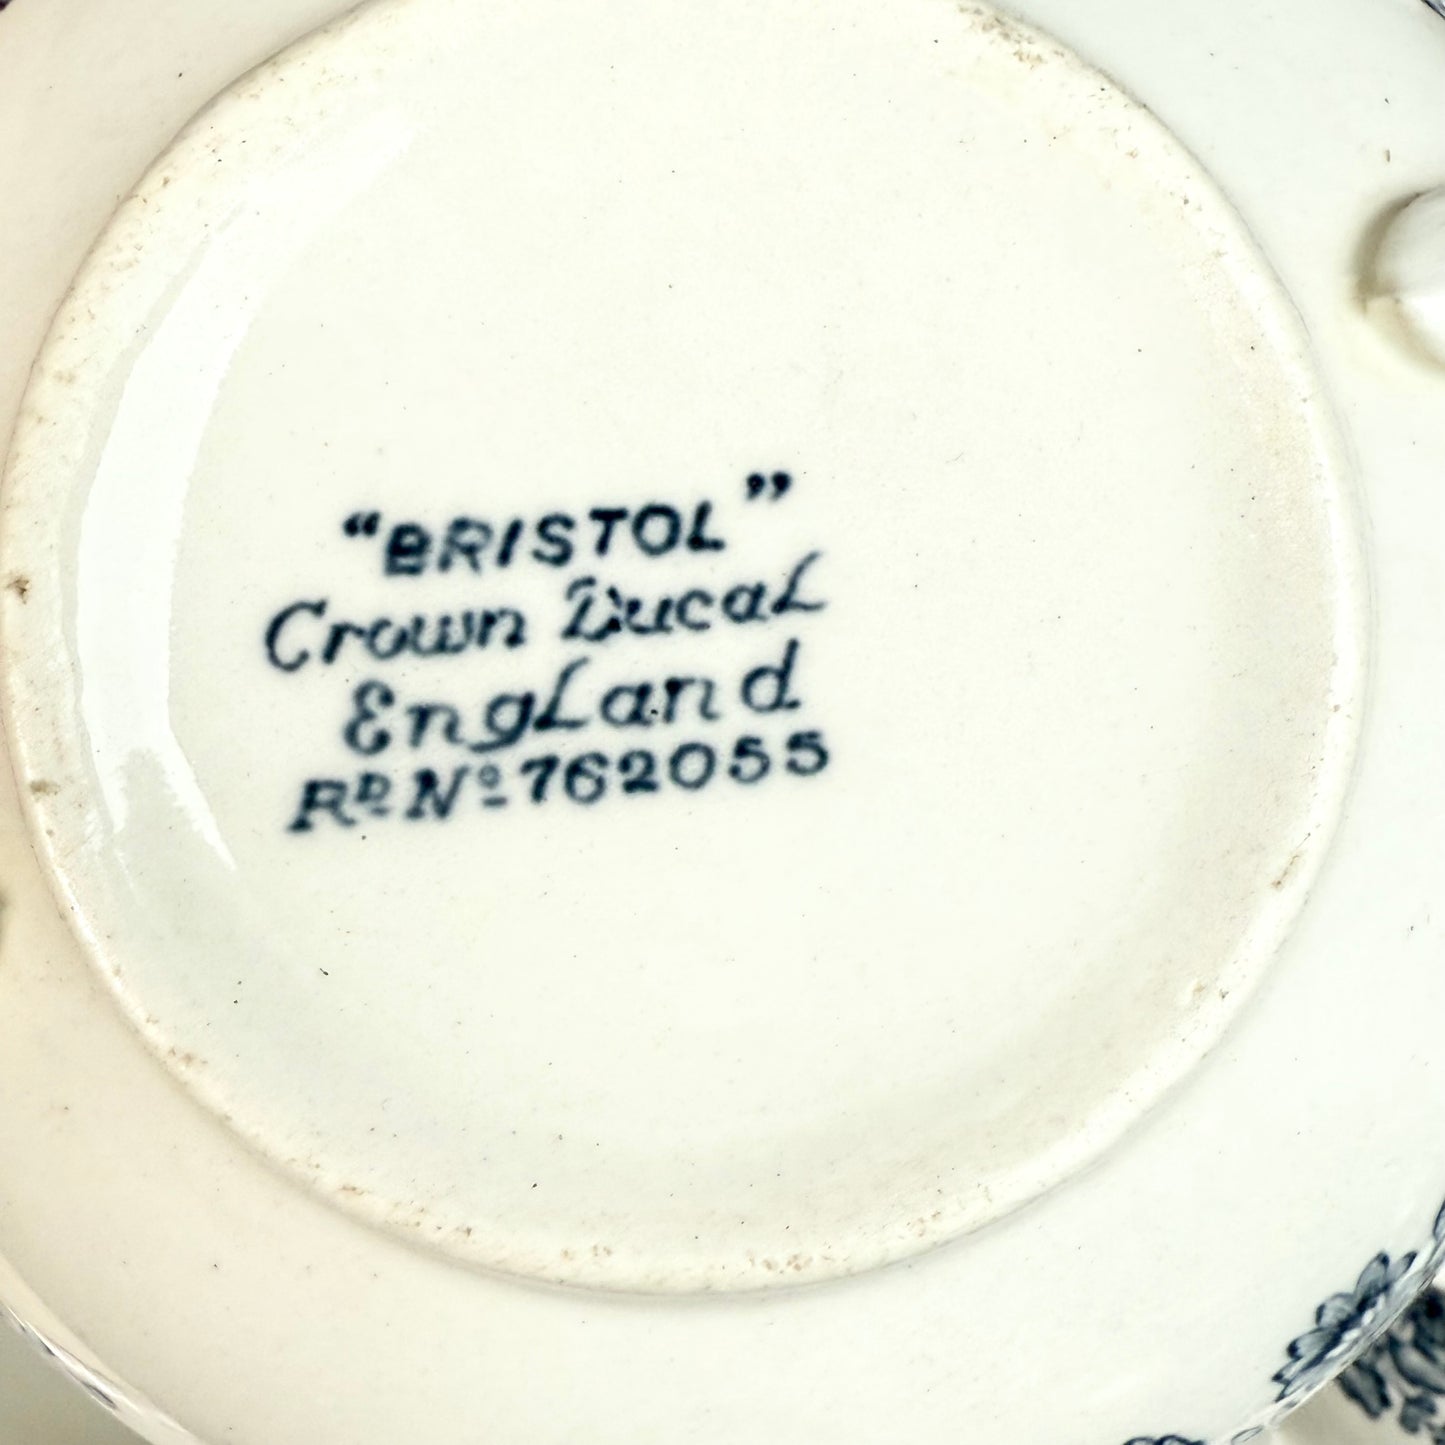 “BRISTOL”
Crown Ducal
England
Rᴰ Nº 762055